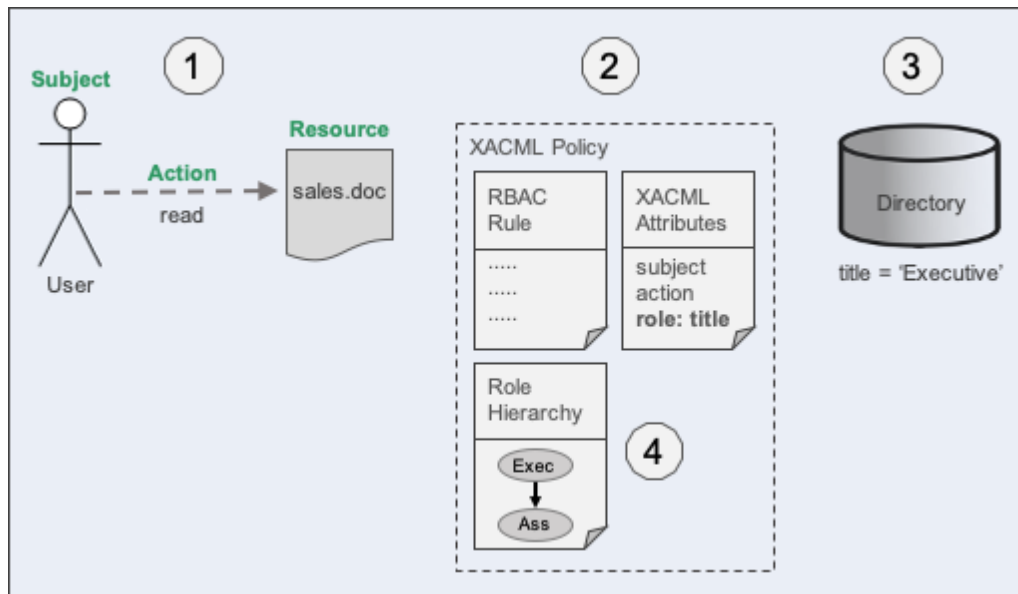 1
Subject
Action
read
User
Resource
sales.doc
2
XACML Policy
RBAC
Rule
.....
.....
.....
XACML
Attributes
subject
action
role: title
Role
Hierarchy
Exec
Ass
4
3
Directory
title = ‘Executive’